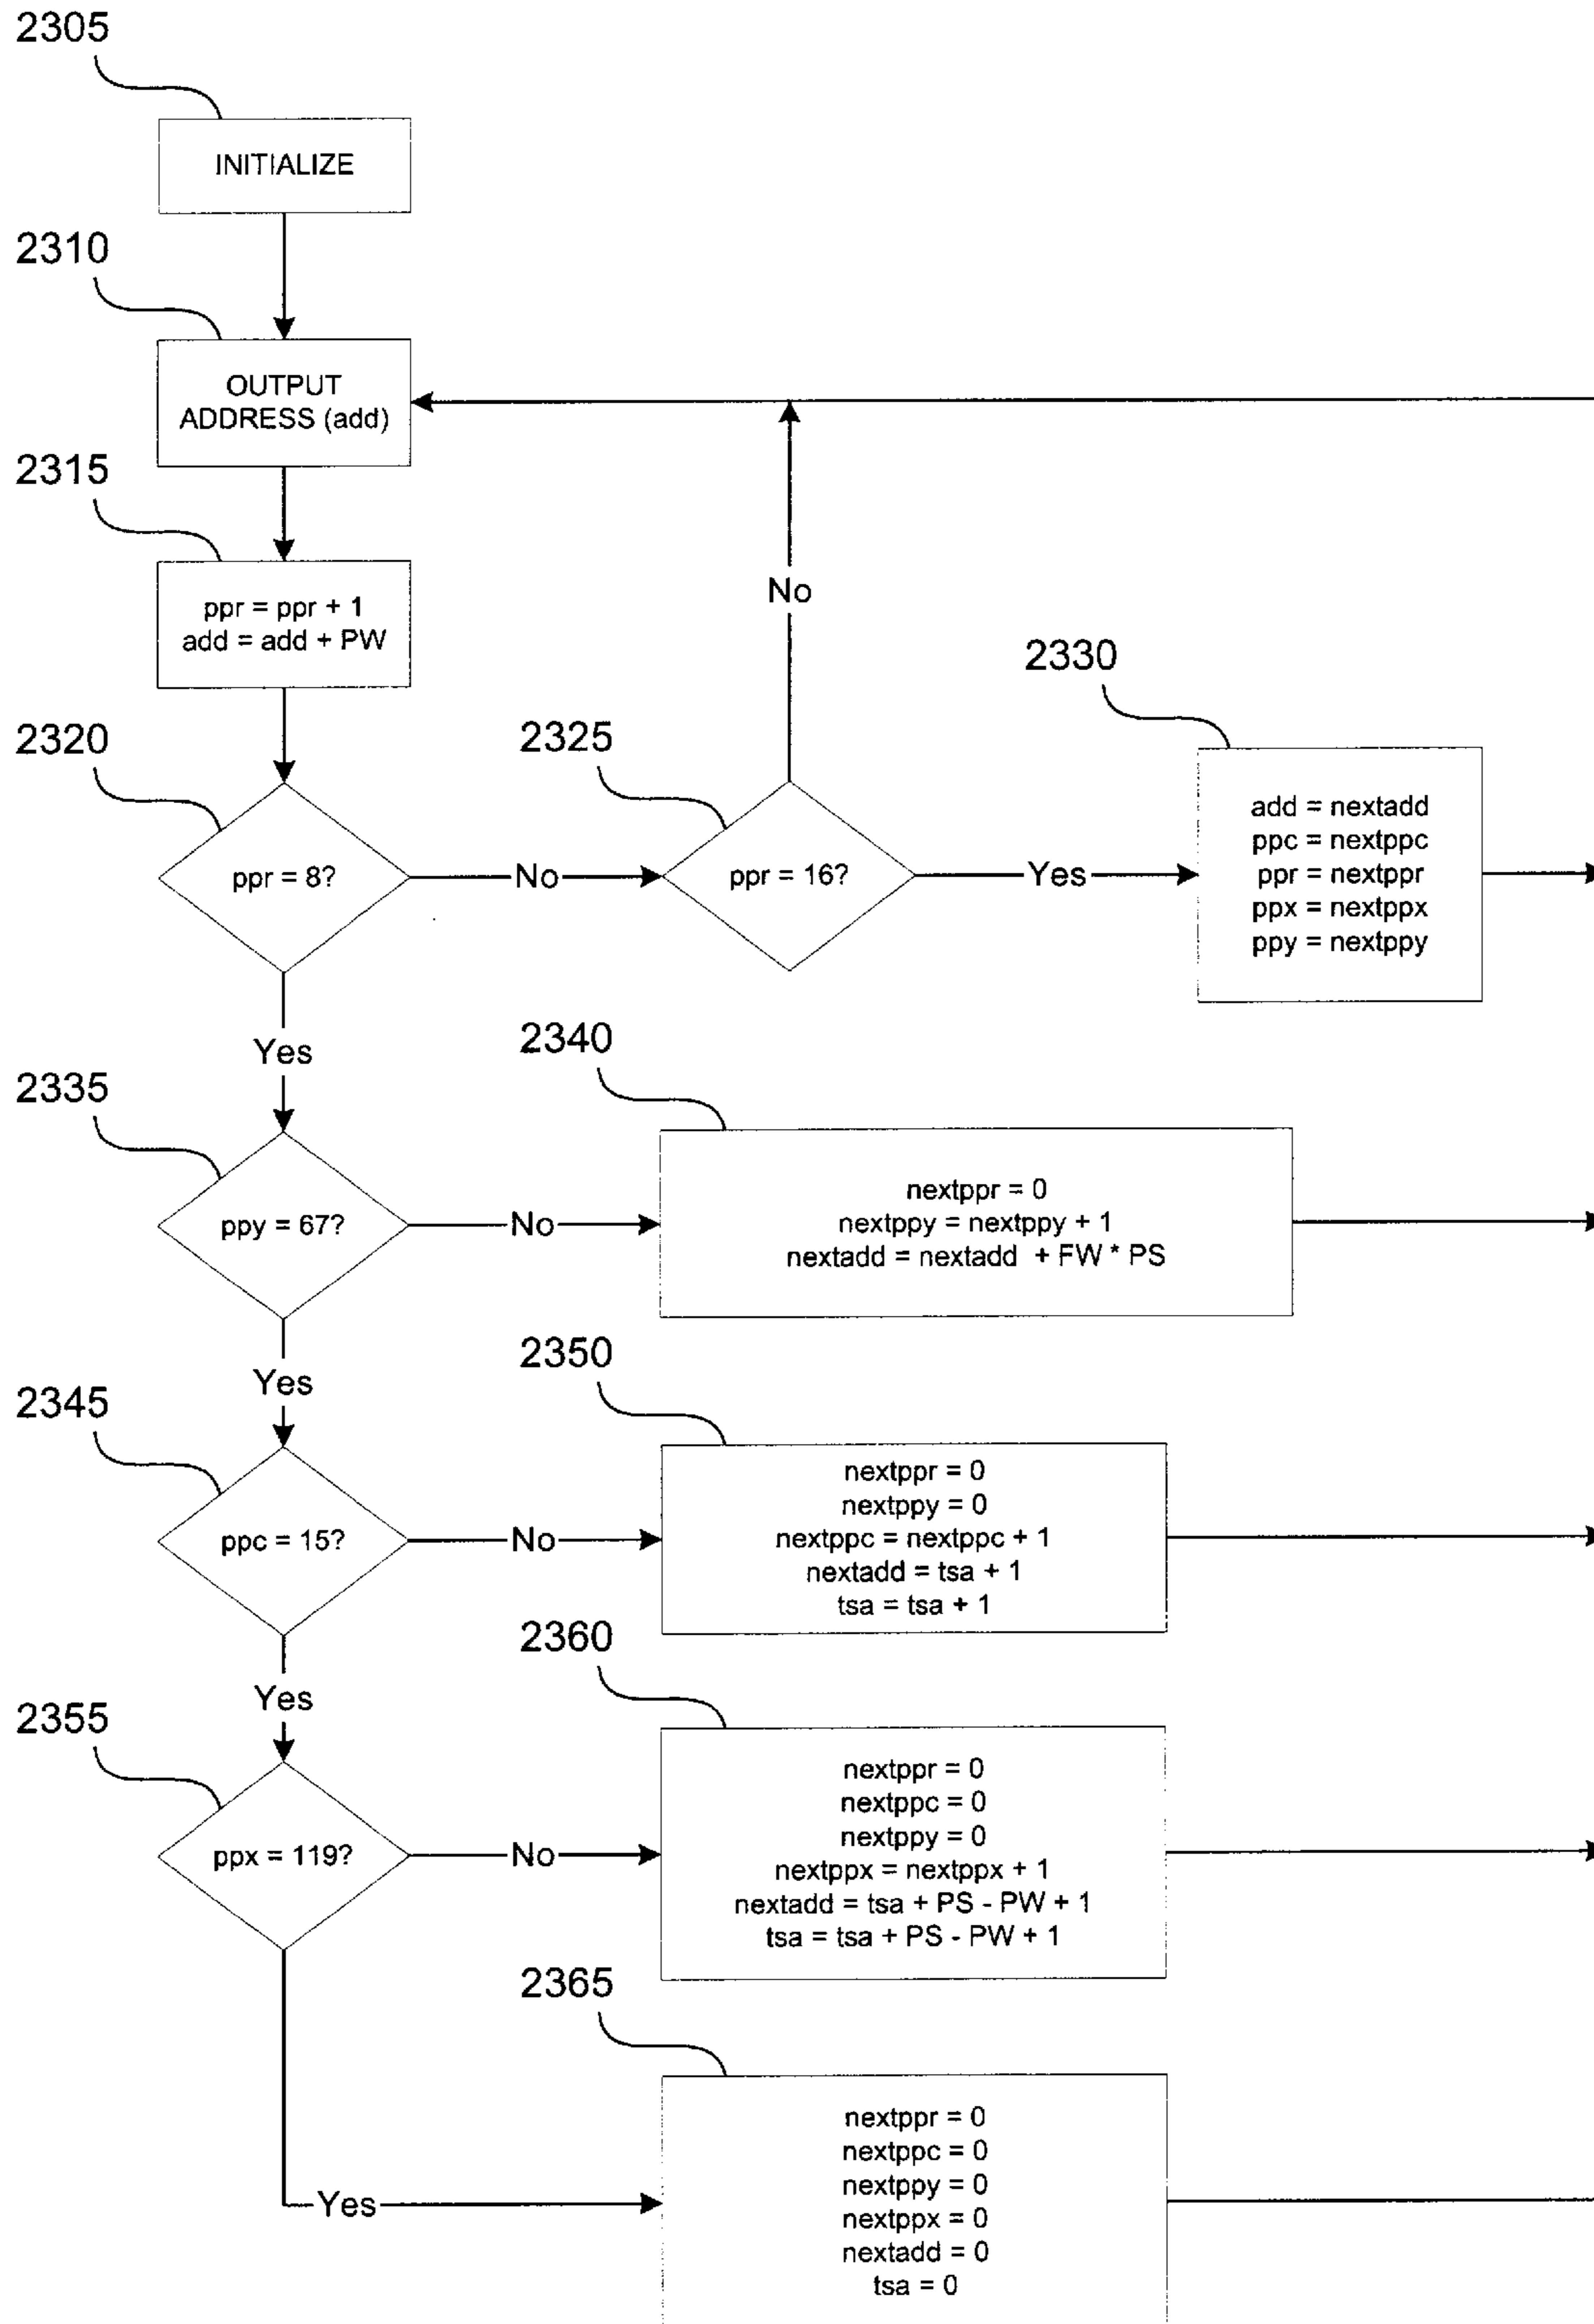 2305
INITIALIZE
2310
OUTPUT
ADDRESS (add)
2315
ppr = ppr + 1
add = add + PW
No
2320
ppr = 8?
No
2325
ppr = 16?
Yes
2330
add = nextadd
ppc = nextppc
ppr = nextppr
ppx = nextppx
ppy = nextppy
Yes
2335
ppy = 67?
No
2340
nextppr = 0
nextppy = nextppy + 1
nextadd = nextadd + FW * PS
Yes
2345
ppc = 15?
No
2350
nextppr = 0
nextppy = 0
nextppc = nextppc + 1
nextadd = tsa + 1
tsa = tsa + 1
Yes
2355
ppx = 119?
No
2360
nextppr = 0
nextppc = 0
nextppy = 0
nextppx = nextppx + 1
nextadd = tsa + PS - PW + 1
tsa = tsa + PS - PW + 1
Yes
2365
nextppr = 0
nextppc = 0
nextppy = 0
nextppx = 0
nextadd = 0
tsa = 0